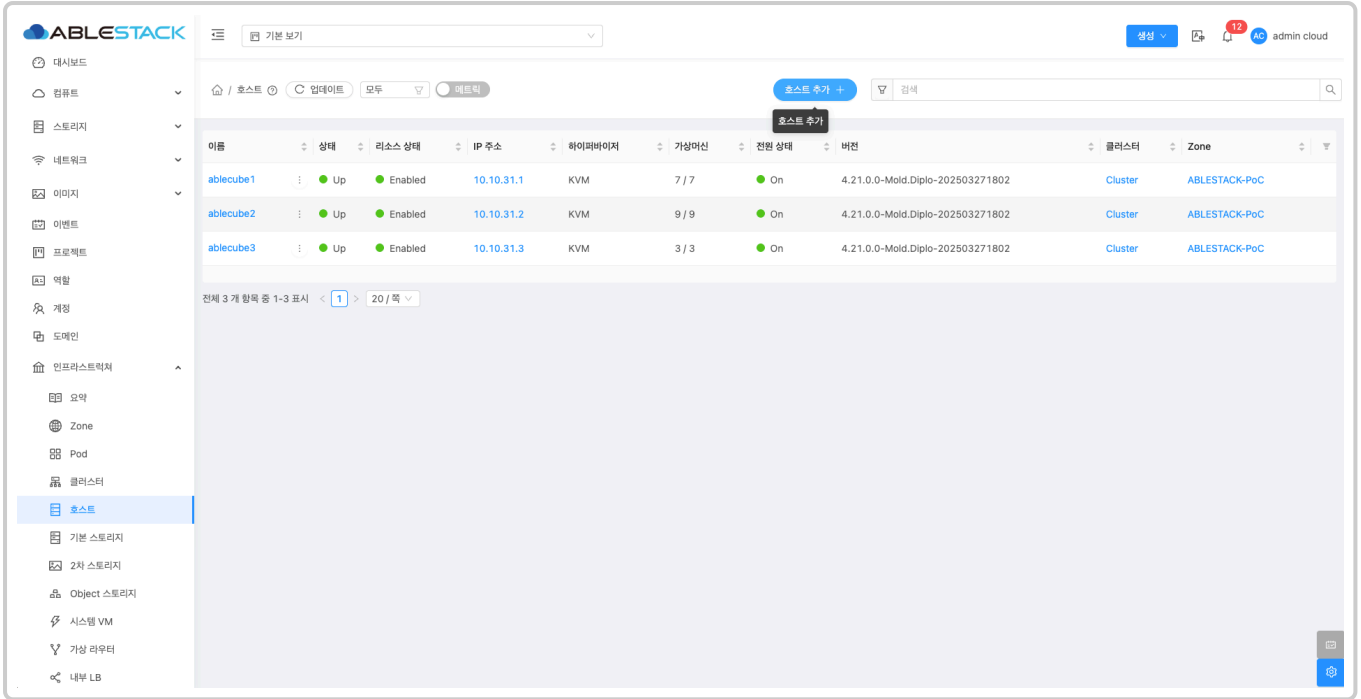 ABLESTACK
기본 보기
생성
12
AC admin cloud
대시보드
컴퓨트
스토리지
네트워크
이미지
이벤트
프로젝트
역할
계정
도메인
인프라스트럭쳐
요약
Zone
Pod
클러스터
호스트
기본 스토리지
2차 스토리지
Object 스토리지
시스템 VM
가상 라우터
내부 LB
/ 호스트 업데이트 모두 메트릭
호스트 추가 +
검색
호스트 추가
이름 상태 리소스 상태 IP 주소 하이퍼바이저 가상머신 전원 상태 버전 클러스터 Zone
ablecube1 Up Enabled 10.10.31.1 KVM 7 / 7 On 4.21.0.0-Mold.Diplo-202503271802 Cluster ABLESTACK-PoC
ablecube2 Up Enabled 10.10.31.2 KVM 9 / 9 On 4.21.0.0-Mold.Diplo-202503271802 Cluster ABLESTACK-PoC
ablecube3 Up Enabled 10.10.31.3 KVM 3 / 3 On 4.21.0.0-Mold.Diplo-202503271802 Cluster ABLESTACK-PoC
전체 3 개 항목 중 1-3 표시 < 1 > 20 / 쪽